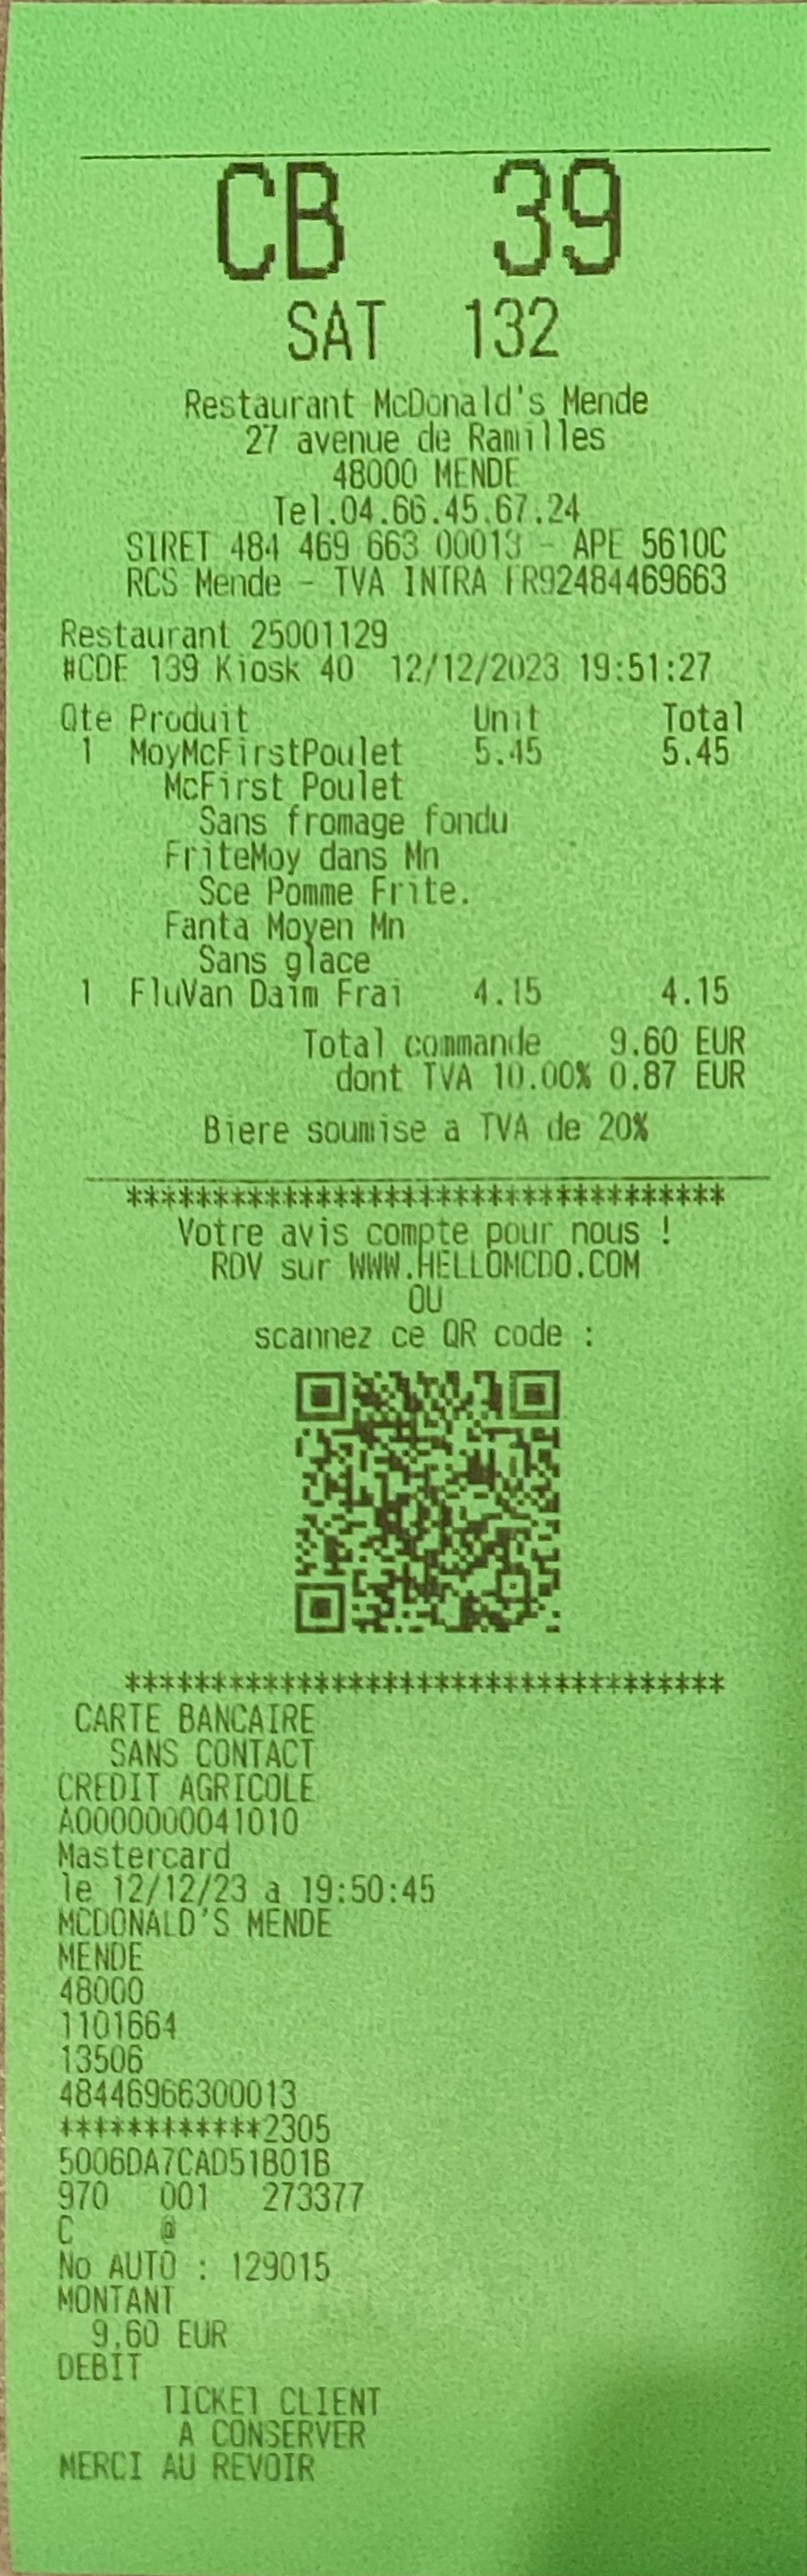 CB 39
SAT 132
Restaurant McDonald's Mende
27 avenue de Ramilles
48000 MENDE
Tel.04.66.45.67.24
SIRET 484 469 663 00013 - APE 5610C
RCS Mende - TVA INTRA FR92484469663
Restaurant 25001129
#CDE 139 Kiosk 40 12/12/2023 19:51:27
Qte Produit Unit Total
1 MoyMcFirstPoulet 5.45 5.45
McFirst Poulet
Sans fromage fondu
FriteMoy dans Mn
Sce Pomme Frite.
Fanta Moyen Mn
Sans glace
1 FluVan Daim Frai 4.15 4.15
Total commande 9.60 EUR
dont TVA 10.00% 0.87 EUR
Biere soumise a TVA de 20%
***********************************
Votre avis compte pour nous !
RDV sur WWW.HELLOMCDO.COM
OU
scannez ce QR code :
***********************************
CARTE BANCAIRE
SANS CONTACT
CREDIT AGRICOLE
A0000000041010
Mastercard
le 12/12/23 a 19:50:45
MCDONALD'S MENDE
MENDE
48000
1101664
13506
48446966300013
************2305
5006DA7CAD51B01B
970 001 273377
C @
No AUTO : 129015
MONTANT
9.60 EUR
DEBIT
TICKET CLIENT
A CONSERVER
MERCI AU REVOIR